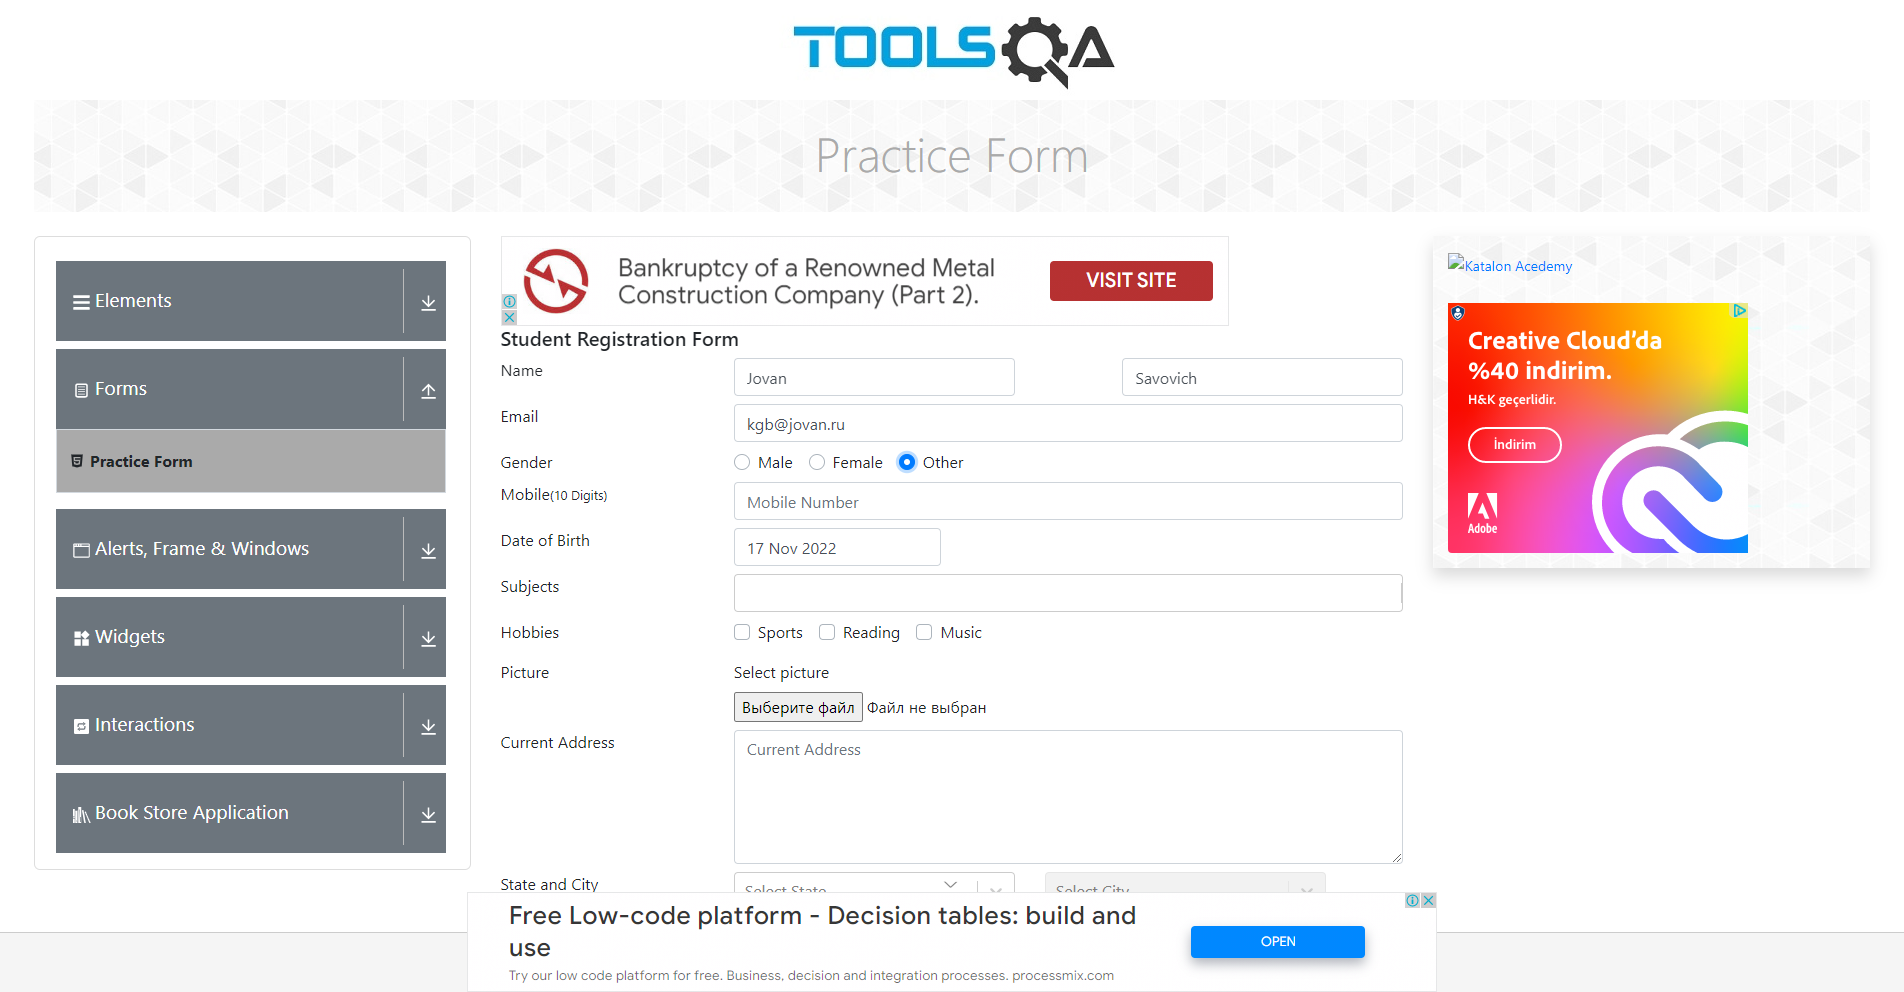 TOOLSQA
Practice Form
Elements
Forms
Practice Form
Alerts, Frame & Windows
Widgets
Interactions
Book Store Application
Bankruptcy of a Renowned Metal
Construction Company (Part 2).
VISIT SITE
Student Registration Form
Name
Jovan
Savovich
Email
kgb@jovan.ru
Gender
Male
Female
Other
Mobile(10 Digits)
Mobile Number
Date of Birth
17 Nov 2022
Subjects
Hobbies
Sports
Reading
Music
Picture
Select picture
Выберите файл
Файл не выбран
Current Address
Current Address
State and City
Select State
Select City
Katalon Acedemy
Creative Cloud'da
%40 indirim.
H&K geçerlidir.
İndirim
Adobe
Free Low-code platform - Decision tables: build and
use
Try our low code platform for free. Business, decision and integration processes. processmix.com
OPEN